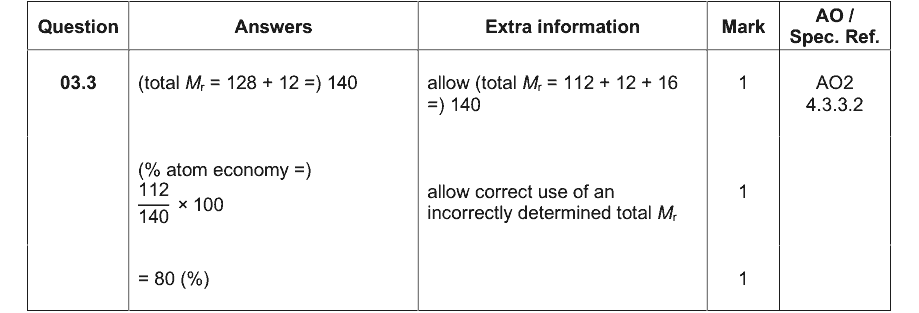 Question Answers Extra information Mark AO / Spec. Ref.
03.3 (total Mr = 128 + 12 =) 140 allow (total Mr = 112 + 12 + 16 =) 140 1 AO2 4.3.3.2
(% atom economy =)
112
140 × 100
allow correct use of an incorrectly determined total Mr 1
= 80 (%) 1